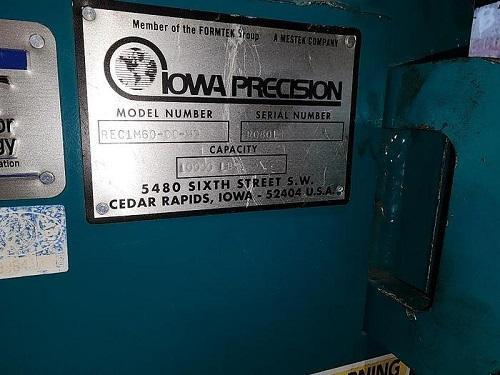 Member of the FORMTEK Group A MESTEK COMPANY
IOWA PRECISION
MODEL NUMBER SERIAL NUMBER
CAPACITY
5480 SIXTH STREET S.W.
CEDAR RAPIDS, IOWA - 52404 U.S.A.